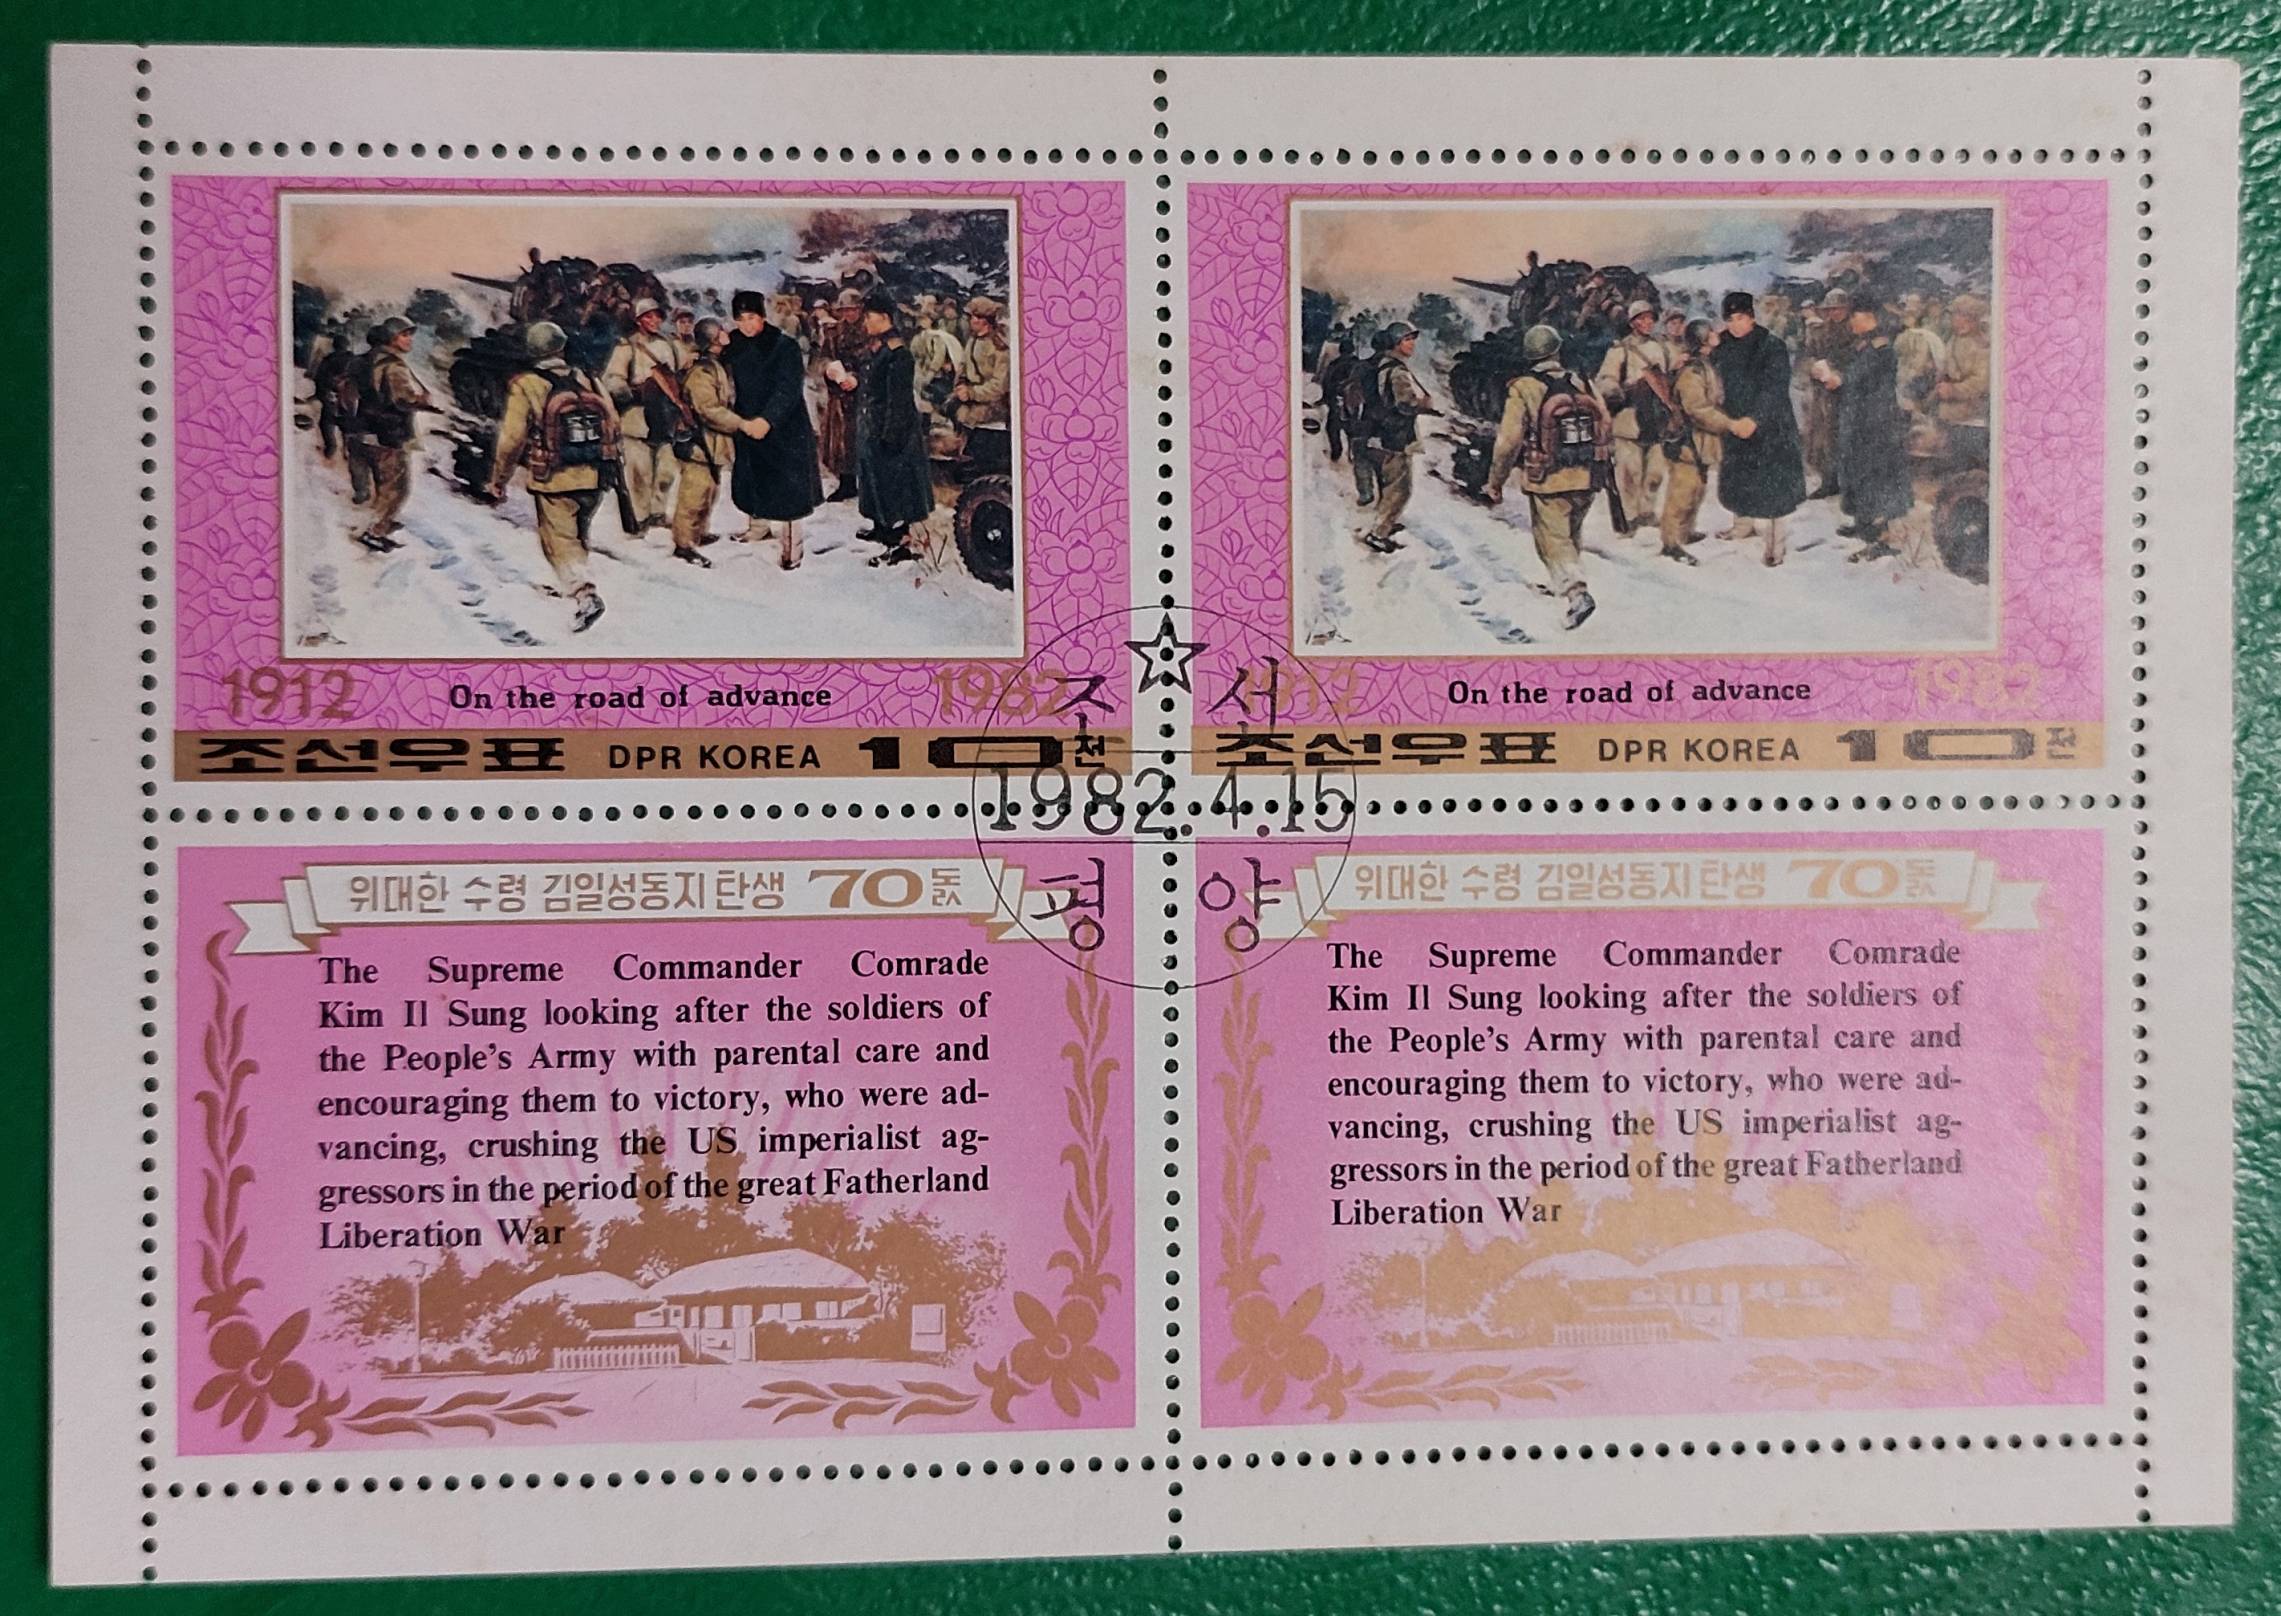 1912 On the road of advance 1982
조선우표 DPR KOREA 10 전
1912 On the road of advance 1982
조선우표 DPR KOREA 10 전
조선
1982.4.15
평양
위대한 수령 김일성동지 탄생 70돐
The Supreme Commander Comrade
Kim Il Sung looking after the soldiers of
the People's Army with parental care and
encouraging them to victory, who were ad-
vancing, crushing the US imperialist ag-
gressors in the period of the great Fatherland
Liberation War
위대한 수령 김일성동지 탄생 70돐
The Supreme Commander Comrade
Kim Il Sung looking after the soldiers of
the People's Army with parental care and
encouraging them to victory, who were ad-
vancing, crushing the US imperialist ag-
gressors in the period of the great Fatherland
Liberation War